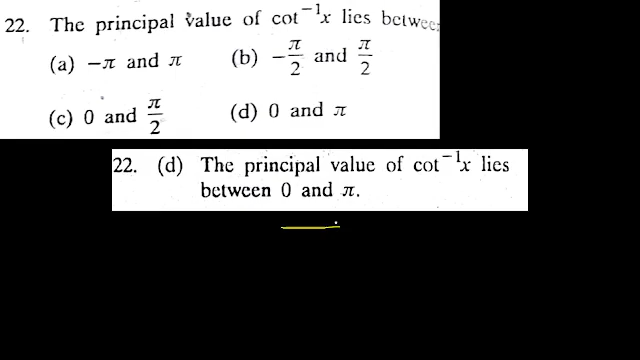 22. The principal value of cot⁻¹x lies between
(a) −π and π (b) −π/2 and π/2
(c) 0 and π/2 (d) 0 and π
22. (d) The principal value of cot⁻¹x lies
between 0 and π.